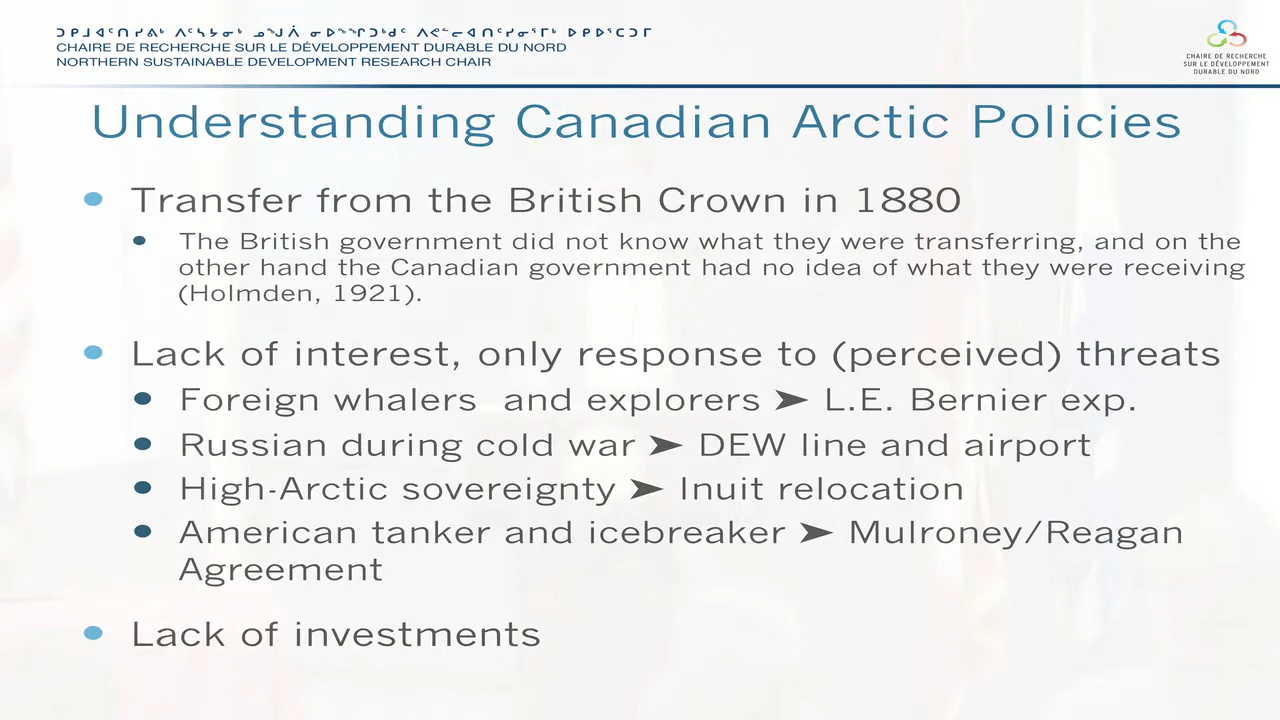 CHAIRE DE RECHERCHE SUR LE DÉVELOPPEMENT DURABLE DU NORD
NORTHERN SUSTAINABLE DEVELOPMENT RESEARCH CHAIR
CHAIRE DE RECHERCHE
SUR LE DÉVELOPPEMENT
DURABLE DU NORD
Understanding Canadian Arctic Policies
• Transfer from the British Crown in 1880
• The British government did not know what they were transferring, and on the
other hand the Canadian government had no idea of what they were receiving
(Holmden, 1921).
• Lack of interest, only response to (perceived) threats
• Foreign whalers and explorers ➤ L.E. Bernier exp.
• Russian during cold war ➤ DEW line and airport
• High-Arctic sovereignty ➤ Inuit relocation
• American tanker and icebreaker ➤ Mulroney/Reagan
Agreement
• Lack of investments